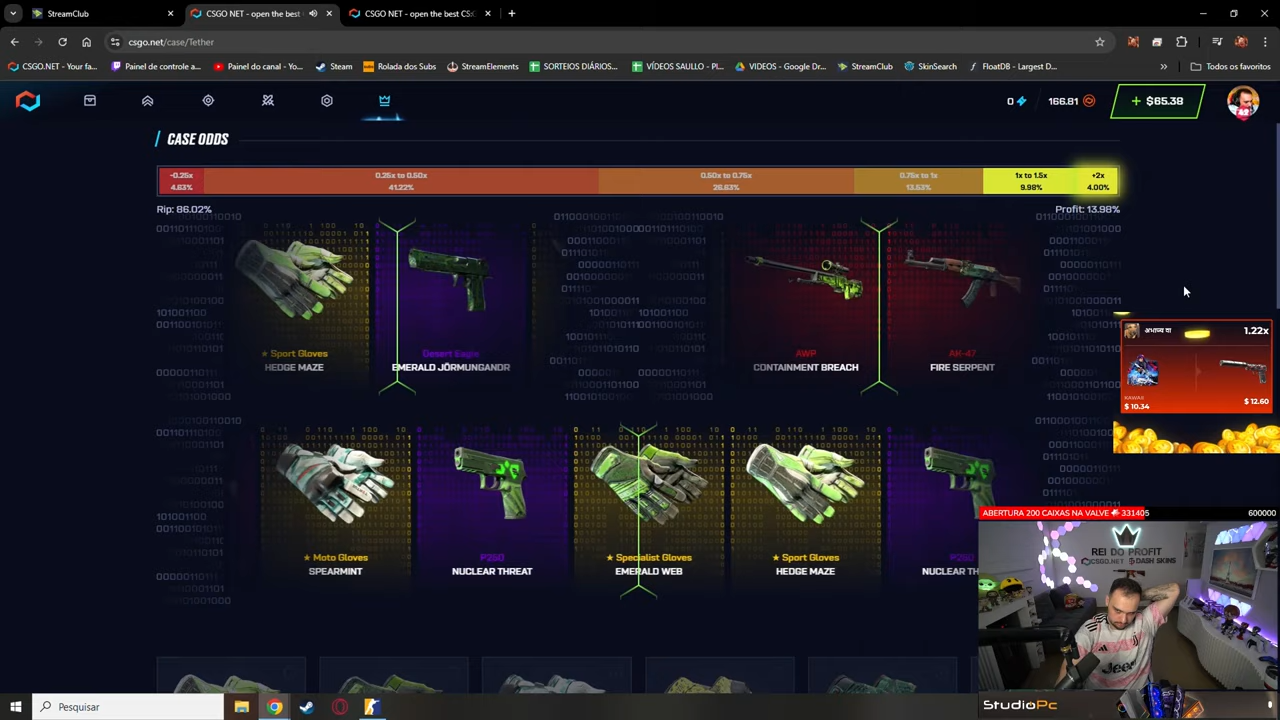 StreamClub
CSGO NET - open the best
CSGO NET - open the best CS:
csgo.net/case/Tether
CSGO.NET - Your fa...
Painel de controle a...
Painel do canal - Yo...
Steam
Rolada dos Subs
StreamElements
SORTEIOS DIÁRIOS...
VÍDEOS SAULLO - Pl...
VIDEOS - Google Dr...
StreamClub
SkinSearch
FloatDB - Largest D...
Todos os favoritos
0
166.81
+ $65.38
CASE ODDS
-0.25x
4.63%
0.25x to 0.50x
41.22%
0.50x to 0.75x
26.63%
0.75x to 1x
13.53%
1x to 1.5x
9.98%
+2x
4.00%
Rip: 86.02%
Profit: 13.98%
★ Sport Gloves
HEDGE MAZE
Desert Eagle
EMERALD JÖRMUNGANDR
AWP
CONTAINMENT BREACH
AK-47
FIRE SERPENT
1.22x
KAWAII
$ 10.34
$ 12.60
★ Moto Gloves
SPEARMINT
P250
NUCLEAR THREAT
★ Specialist Gloves
EMERALD WEB
★ Sport Gloves
HEDGE MAZE
P250
NUCLEAR TH
ABERTURA 200 CAIXAS NA VALVE
331405
600000
REI DO PROFIT
CSGO.NET
DASH SKINS
Jeep
StudioPc
Pesquisar